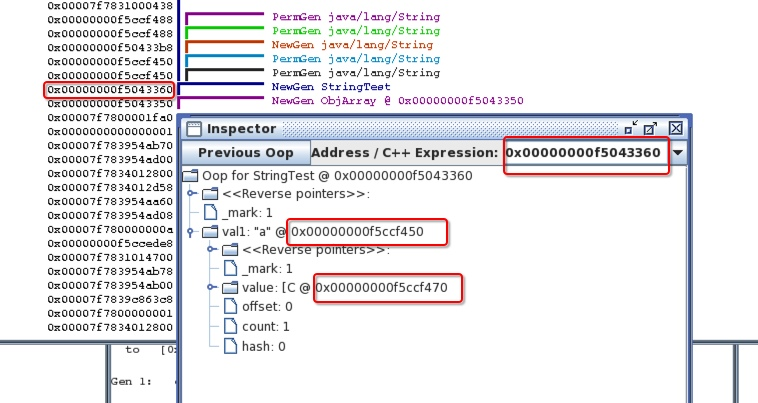 0x00007f7831000438
0x00000000f5ccf488 PermGen java/lang/String
0x00000000f5ccf488 PermGen java/lang/String
0x00000000f50433b8 NewGen java/lang/String
0x00000000f5ccf450 PermGen java/lang/String
0x00000000f5ccf450 PermGen java/lang/String
0x00000000f5043360 NewGen StringTest
0x00000000f5043350 NewGen ObjArray @ 0x00000000f5043350
0x00007f7800001fa0
0x0000000000000001
0x00007f783954ab70
0x00007f783954ad00
0x00007f7834012800
0x00007f7834012d58
0x00007f783954aa60
0x00007f783954ad08
0x00007f780000000a
0x00000000f5ccede8
0x00007f7831014700
0x00007f783954ab78
0x00007f783954ab00
0x00007f7839c863c8
0x00007f7800000001
0x00007f7834012800
Inspector
Previous Oop Address / C++ Expression: 0x00000000f5043360
Oop for StringTest @ 0x00000000f5043360
<<Reverse pointers>>:
_mark: 1
val1: "a" @ 0x00000000f5ccf450
<<Reverse pointers>>:
_mark: 1
value: [C @ 0x00000000f5ccf470
offset: 0
count: 1
hash: 0
to [0x
Gen 1: